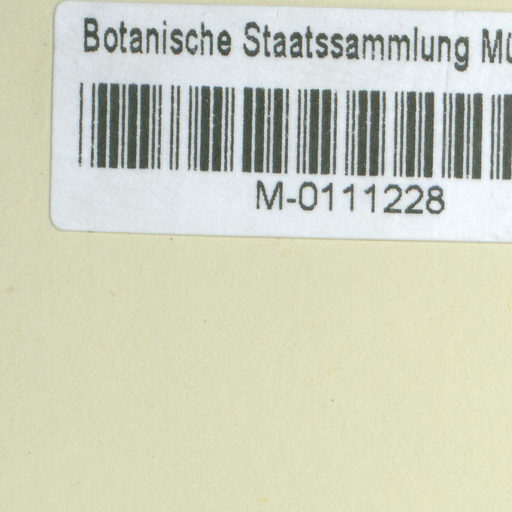 Botanische Staatssammlung Mü
M-0111228